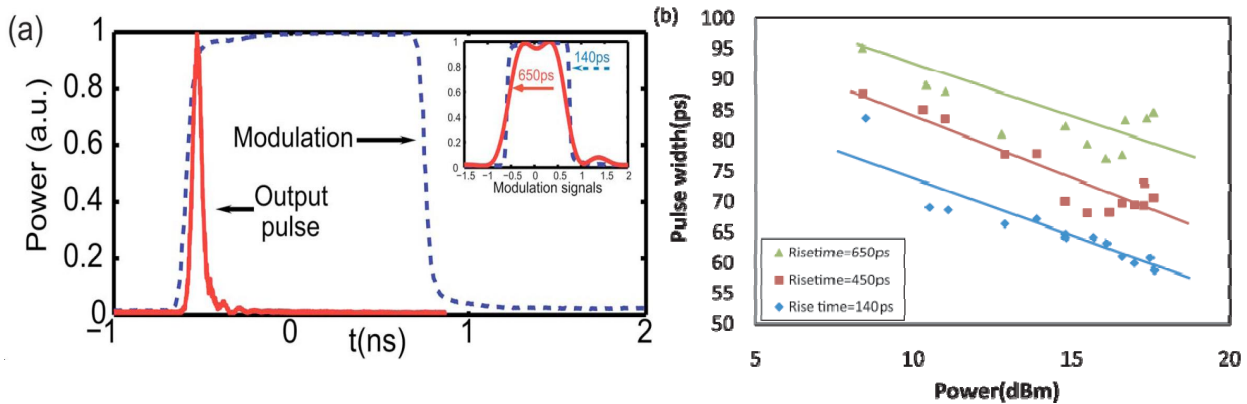 (a)
Power (a.u.)
1
0.8
0.6
0.4
0.2
0
−1
0
1
2
t(ns)
Modulation
Output
pulse
1
0.8
0.6
0.4
0.2
0
−1.5
−1
−0.5
0
0.5
1
1.5
2
Modulation signals
650ps
140ps
(b)
Pulse width(ps)
100
95
90
85
80
75
70
65
60
55
50
5
10
15
20
Power(dBm)
Risetime=650ps
Risetime=450ps
Rise time=140ps